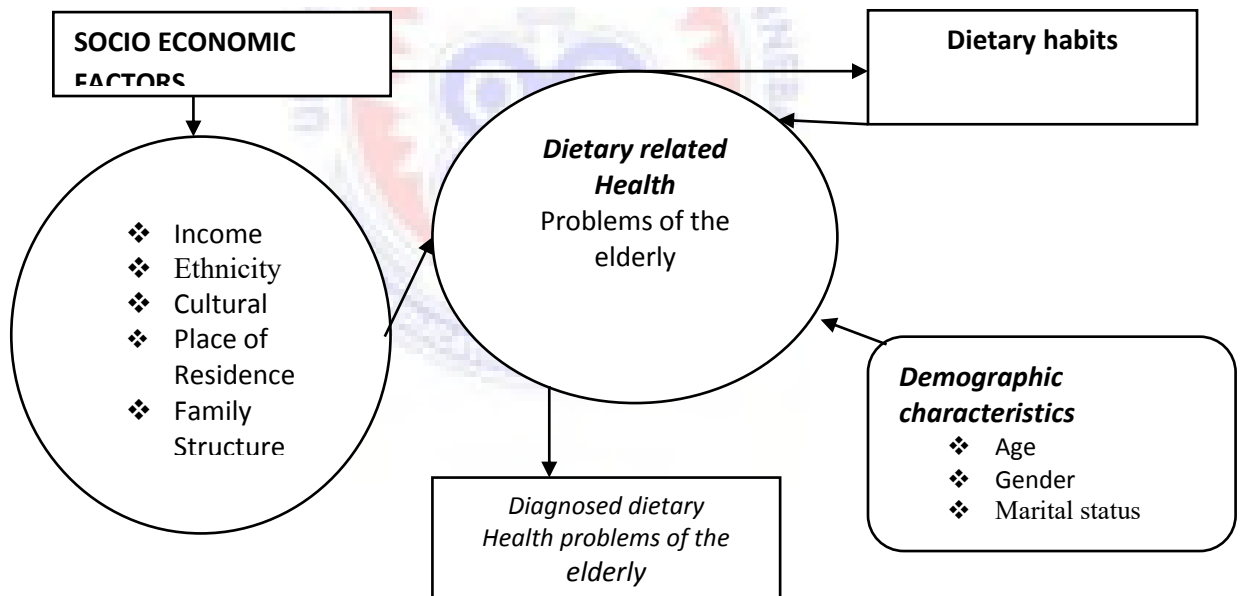 SOCIO ECONOMIC
FACTORS
Dietary habits
Dietary related
Health
Problems of the
elderly
❖ Income
❖ Ethnicity
❖ Cultural
❖ Place of
Residence
❖ Family
Structure
Demographic
characteristics
❖ Age
❖ Gender
❖ Marital status
Diagnosed dietary
Health problems of the
elderly